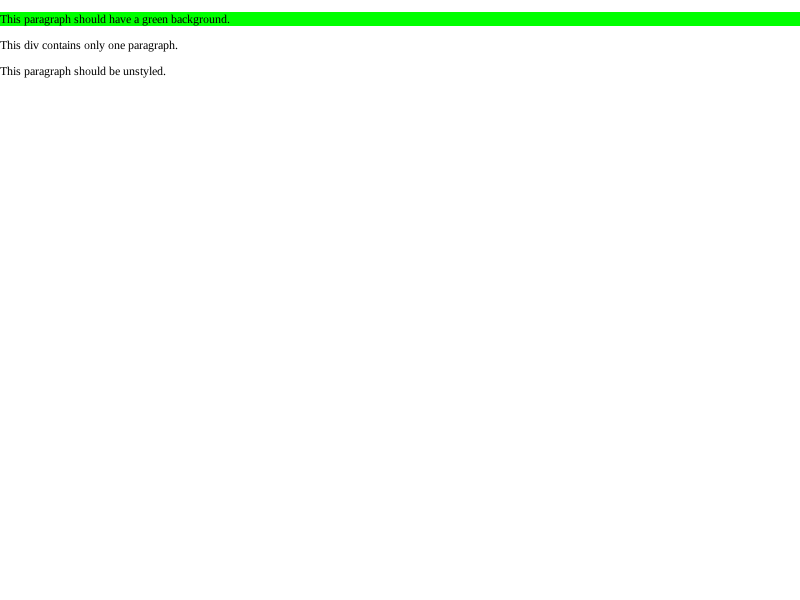 This paragraph should have a green background.
This div contains only one paragraph.
This paragraph should be unstyled.